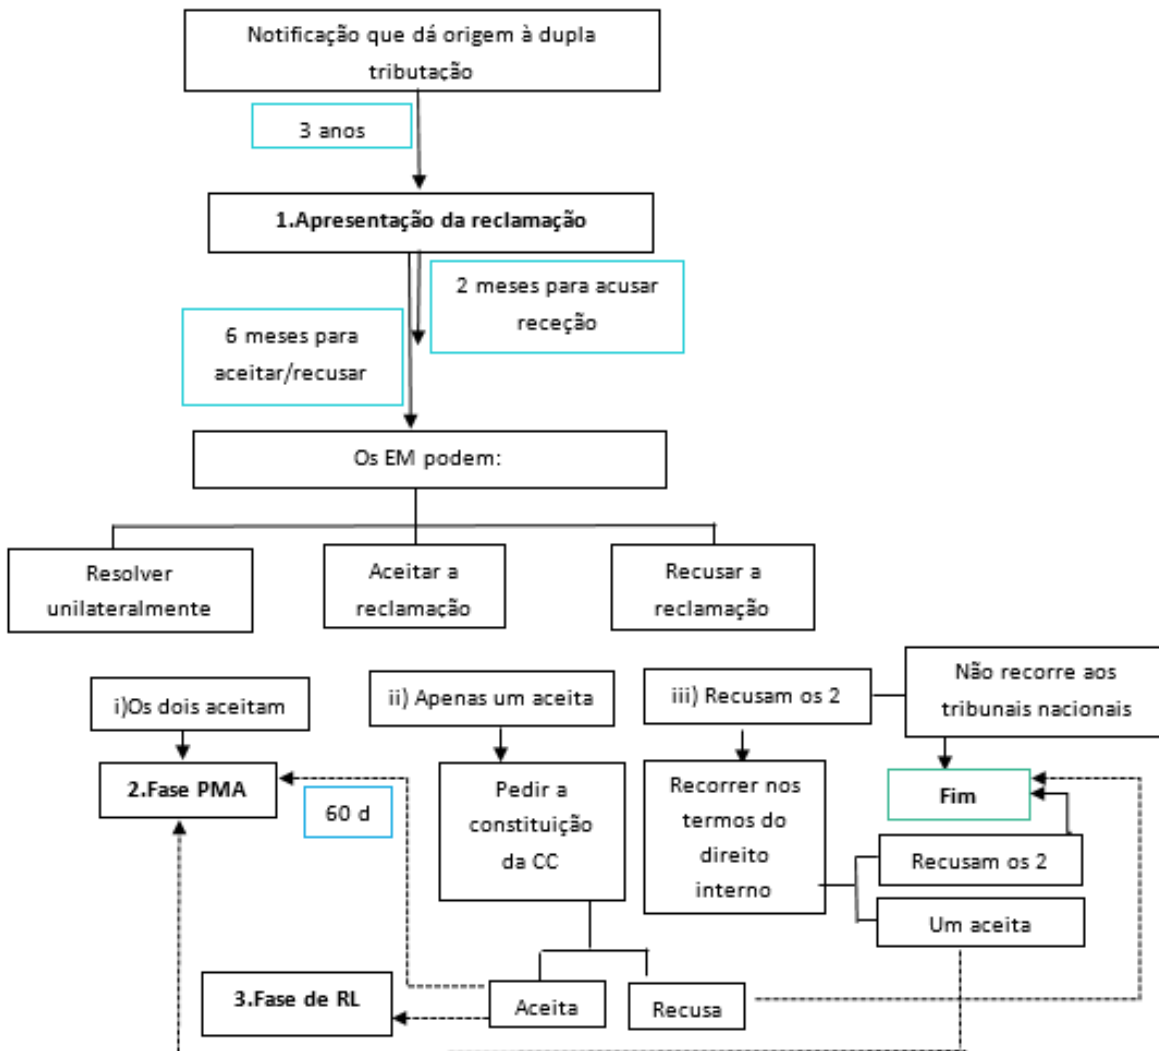 Notificação que dá origem à dupla
tributação
3 anos
1.Apresentação da reclamação
2 meses para acusar
receção
6 meses para
aceitar/recusar
Os EM podem:
Resolver
unilateralmente
Aceitar a
reclamação
Recusar a
reclamação
i)Os dois aceitam
ii) Apenas um aceita
iii) Recusam os 2
Não recorre aos
tribunais nacionais
2.Fase PMA
60 d
Pedir a
constituição
da CC
Recorrer nos
termos do
direito
interno
Fim
Recusam os 2
Um aceita
3.Fase de RL
Aceita
Recusa